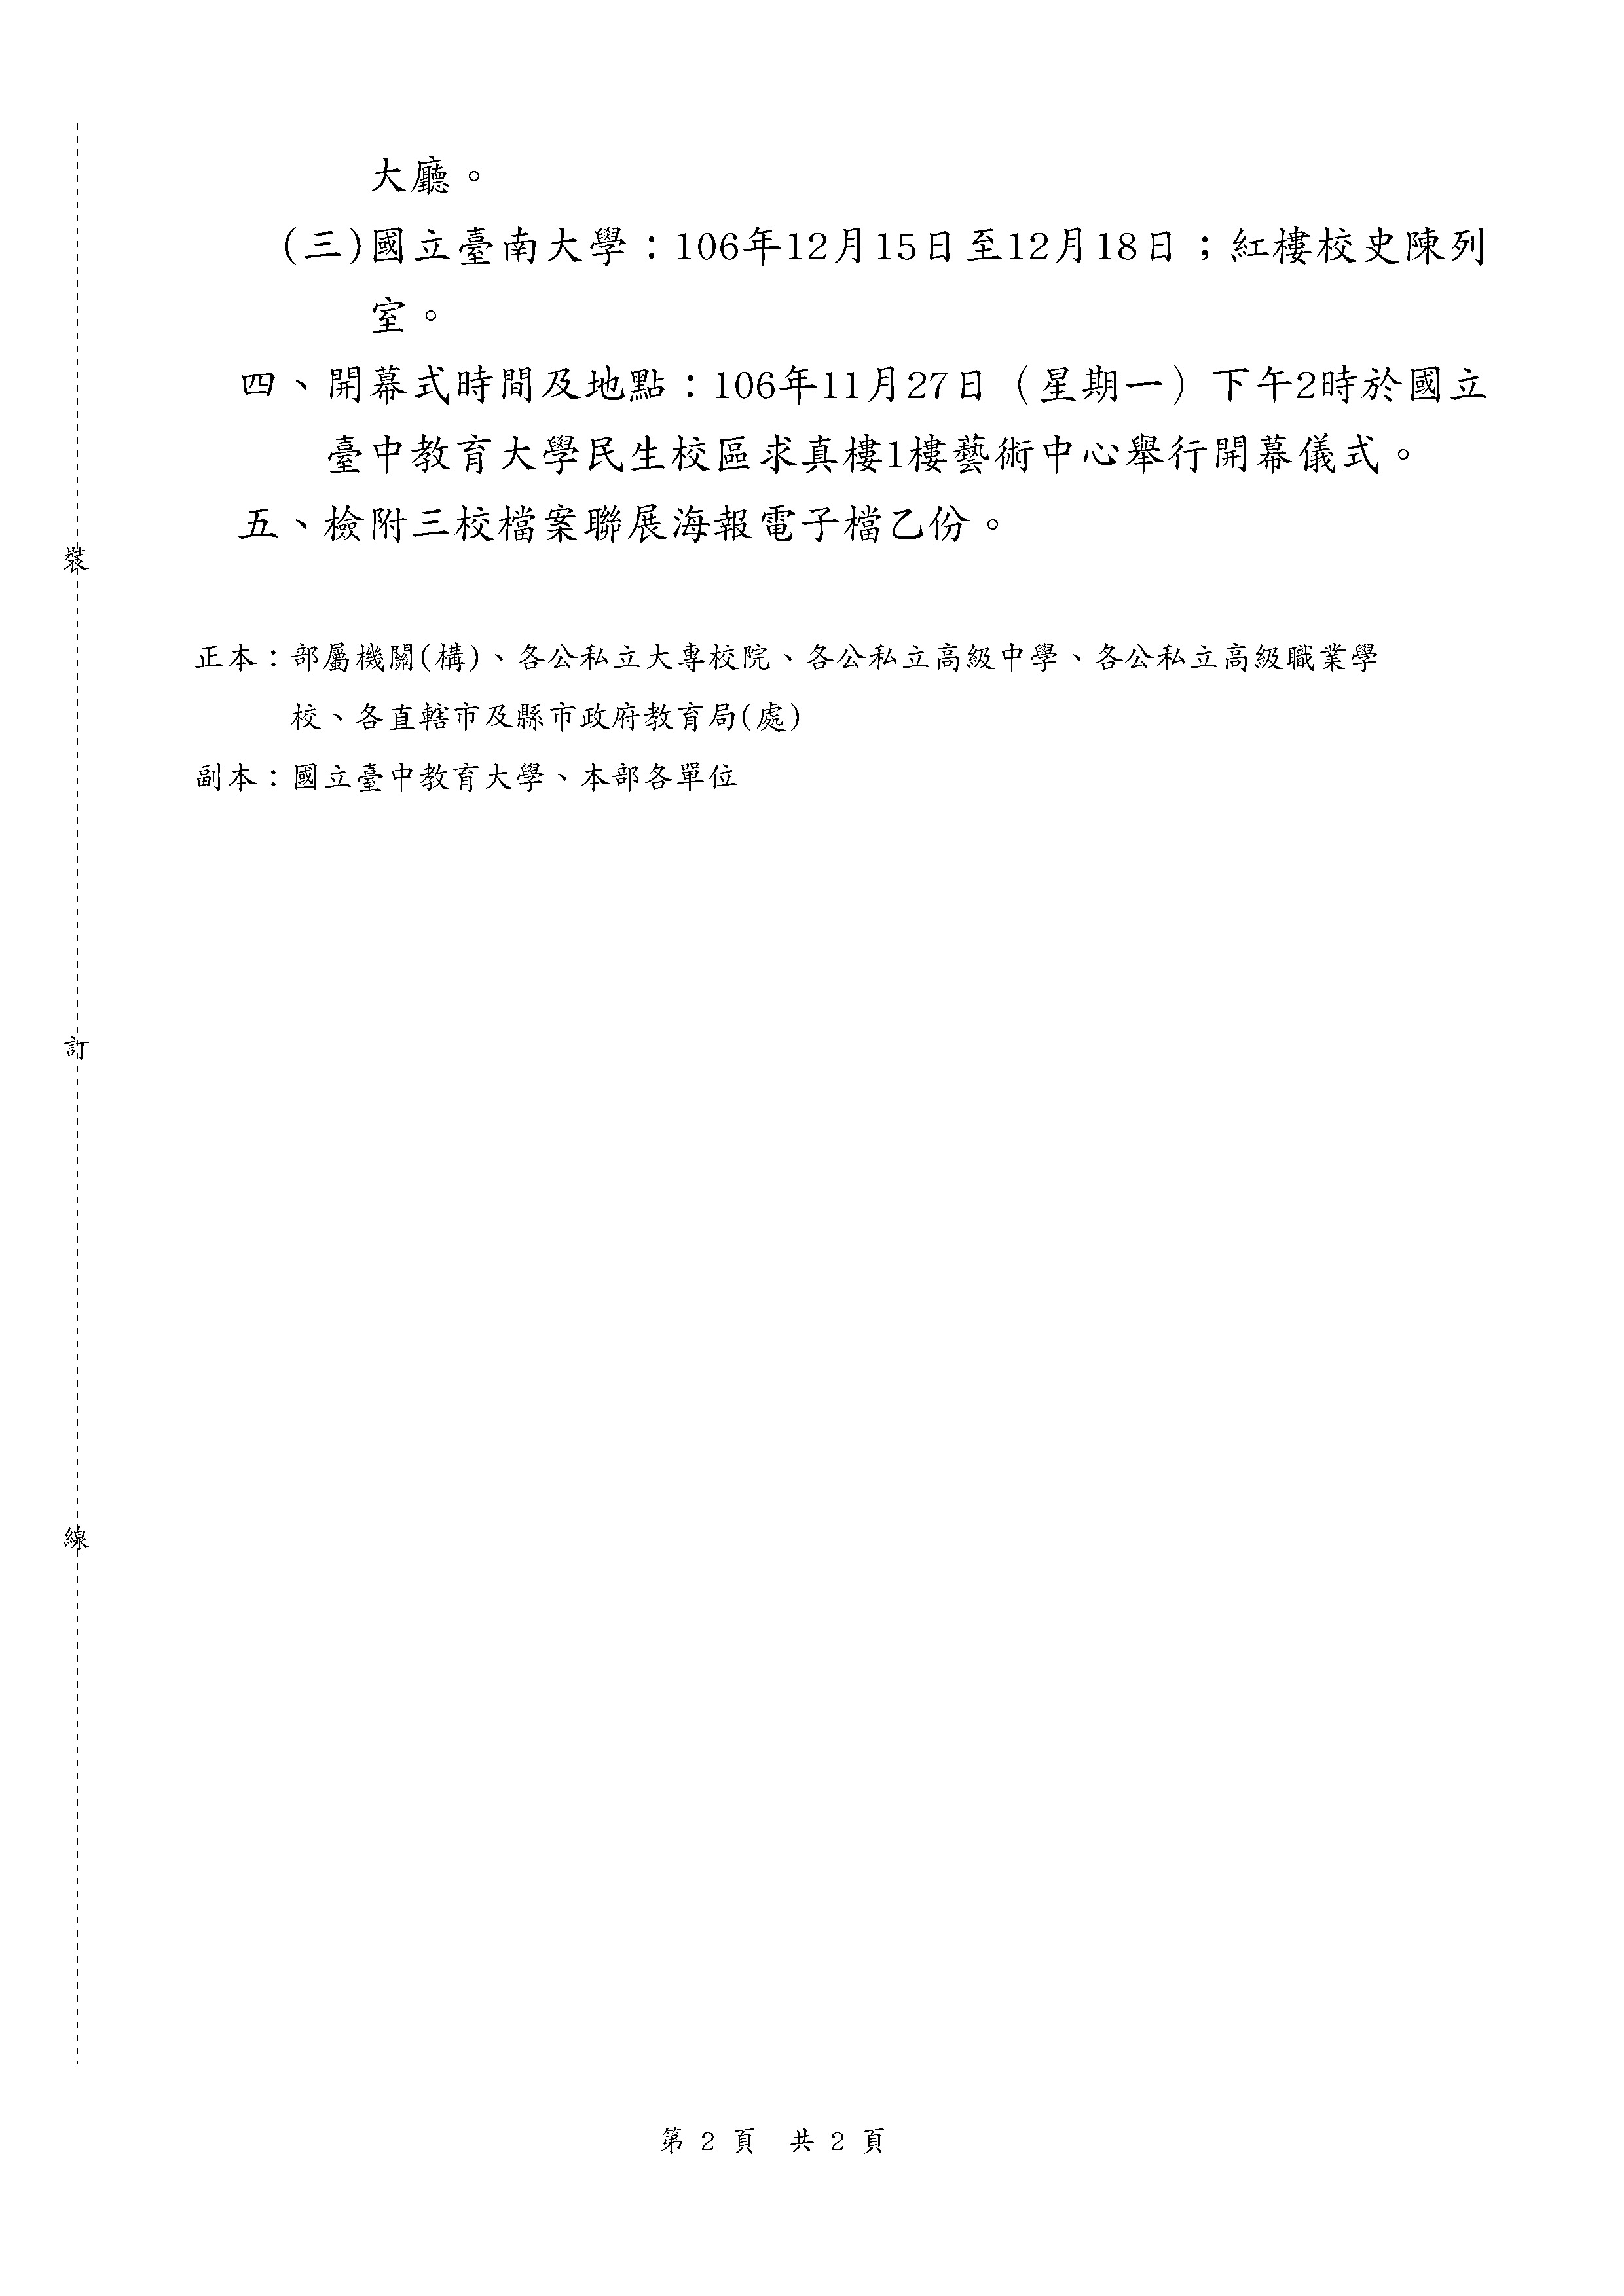 大廳。
(三)國立臺南大學：106年12月15日至12月18日；紅樓校史陳列
室。
四、開幕式時間及地點：106年11月27日（星期一）下午2時於國立
臺中教育大學民生校區求真樓1樓藝術中心舉行開幕儀式。
五、檢附三校檔案聯展海報電子檔乙份。
裝
正本：部屬機關(構)、各公私立大專校院、各公私立高級中學、各公私立高級職業學
校、各直轄市及縣市政府教育局(處)
副本：國立臺中教育大學、本部各單位
訂
線
第 2 頁 共 2 頁